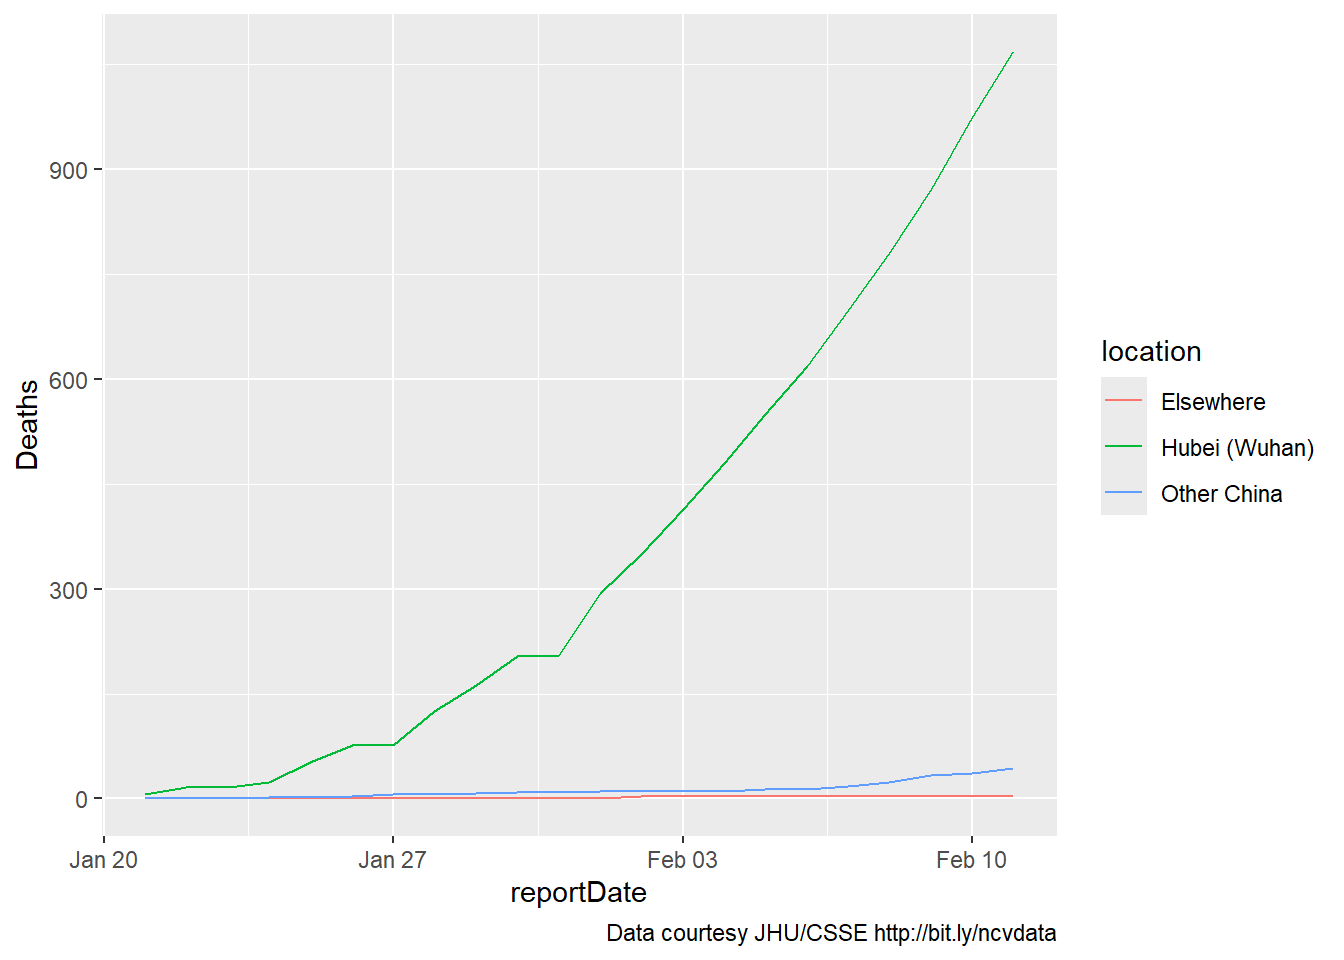 Deaths
900
600
300
0
Jan 20
Jan 27
Feb 03
Feb 10
reportDate
location
Elsewhere
Hubei (Wuhan)
Other China
Data courtesy JHU/CSSE http://bit.ly/ncvdata